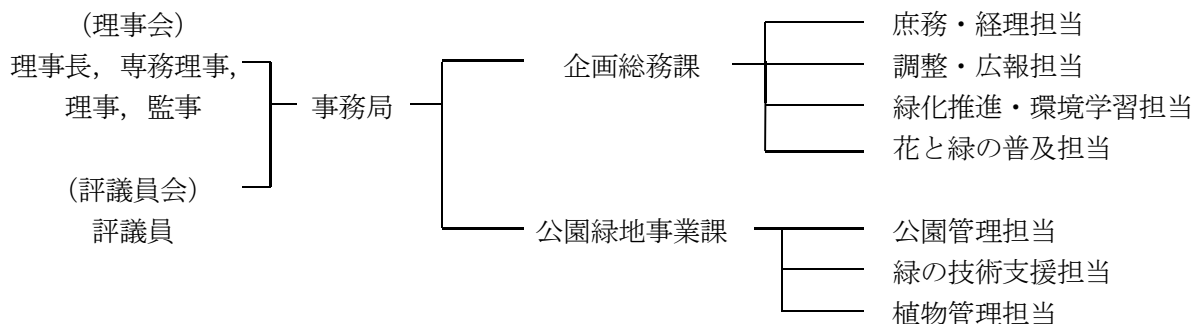 (理事会)
理事長，専務理事，
理事，監事
(評議員会)
評議員
事務局
企画総務課
庶務・経理担当
調整・広報担当
緑化推進・環境学習担当
花と緑の普及担当
公園緑地事業課
公園管理担当
緑の技術支援担当
植物管理担当